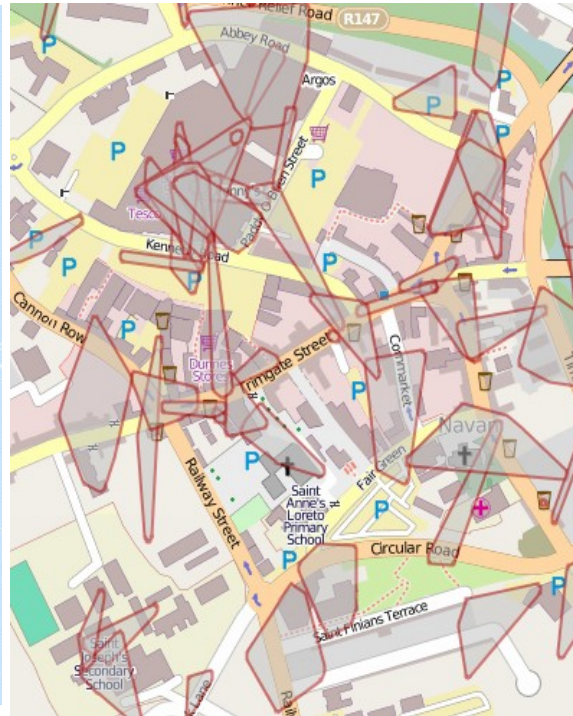 Relief Road
R147
Abbey Road
Argos
P
P
P
P
P
Tesco
Kennedy Road
P
P
P
P
P
Cannon Row
P
Dunnes
Stores
Trimgate Street
Cornmarket
P
Navan
P
Fair Green
Railway Street
Saint
Anne's
Loreto
Primary
School
P
Circular Road
P
P
Saint Finians Terrace
Saint
Joseph's
Secondary
School
Lane